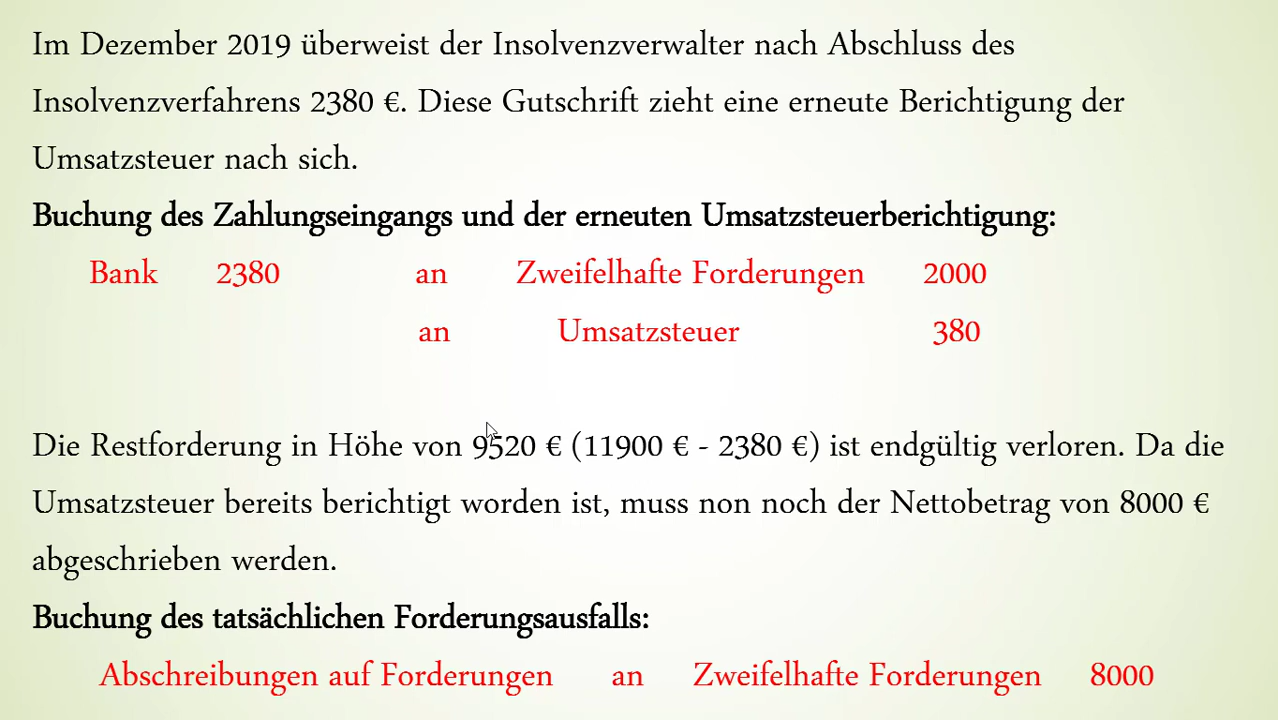 Im Dezember 2019 überweist der Insolvenzverwalter nach Abschluss des
Insolvenzverfahrens 2380 €. Diese Gutschrift zieht eine erneute Berichtigung der
Umsatzsteuer nach sich.
Buchung des Zahlungseingangs und der erneuten Umsatzsteuerberichtigung:
Bank 2380 an Zweifelhafte Forderungen 2000
an Umsatzsteuer 380
Die Restforderung in Höhe von 9520 € (11900 € - 2380 €) ist endgültig verloren. Da die
Umsatzsteuer bereits berichtigt worden ist, muss non noch der Nettobetrag von 8000 €
abgeschrieben werden.
Buchung des tatsächlichen Forderungsausfalls:
Abschreibungen auf Forderungen an Zweifelhafte Forderungen 8000